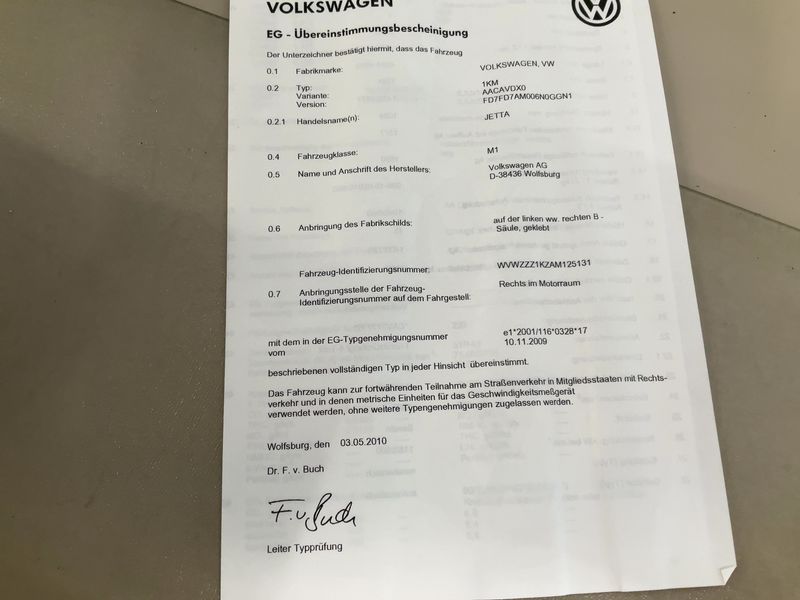 VOLKSWAGEN
EG - Übereinstimmungsbescheinigung
Der Unterzeichner bestätigt hiermit, dass das Fahrzeug
0.1 Fabrikmarke: VOLKSWAGEN, VW
0.2 Typ: 1KM
Variante: AACAVDX0
Version: FD7FD7AM006N0GGN1
0.2.1 Handelsname(n): JETTA
0.4 Fahrzeugklasse: M1
0.5 Name und Anschrift des Herstellers: Volkswagen AG
D-38436 Wolfsburg
0.6 Anbringung des Fabrikschilds: auf der linken ww. rechten B -
Säule, geklebt
Fahrzeug-Identifizierungsnummer: WVWZZZ1KZAM125131
0.7 Anbringungsstelle der Fahrzeug- Rechts im Motorraum
Identifizierungsnummer auf dem Fahrgestell:
mit dem in der EG-Typgenehmigungsnummer e1*2001/116*0328*17
vom 10.11.2009
beschriebenen vollständigen Typ in jeder Hinsicht übereinstimmt.
Das Fahrzeug kann zur fortwährenden Teilnahme am Straßenverkehr in Mitgliedsstaaten mit Rechts-
verkehr und in denen metrische Einheiten für das Geschwindigkeitsmeßgerät
verwendet werden, ohne weitere Typengenehmigungen zugelassen werden.
Wolfsburg, den 03.05.2010
Dr. F. v. Buch
F. v. Buch
Leiter Typprüfung